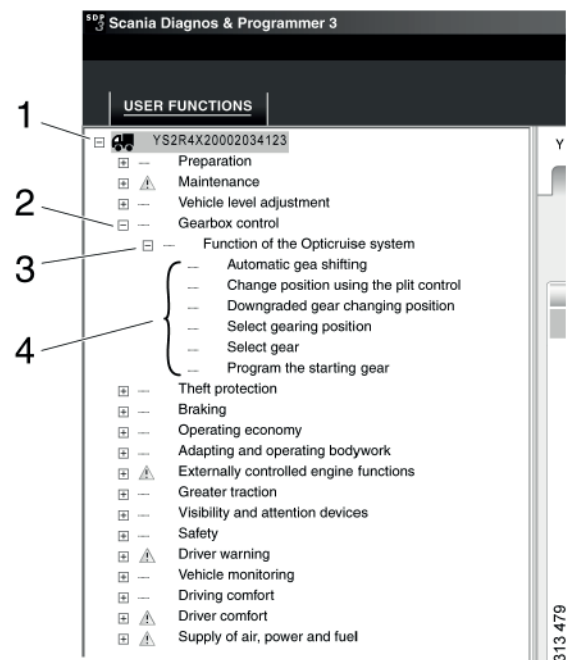 SDP3 Scania Diagnos & Programmer 3
USER FUNCTIONS
1
YS2R4X20002034123
Y
Preparation
Maintenance
Vehicle level adjustment
2
Gearbox control
3
Function of the Opticruise system
4
Automatic gea shifting
Change position using the plit control
Downgraded gear changing position
Select gearing position
Select gear
Program the starting gear
Theft protection
Braking
Operating economy
Adapting and operating bodywork
Externally controlled engine functions
Greater traction
Visibility and attention devices
Safety
Driver warning
Vehicle monitoring
Driving comfort
Driver comfort
Supply of air, power and fuel
313 479